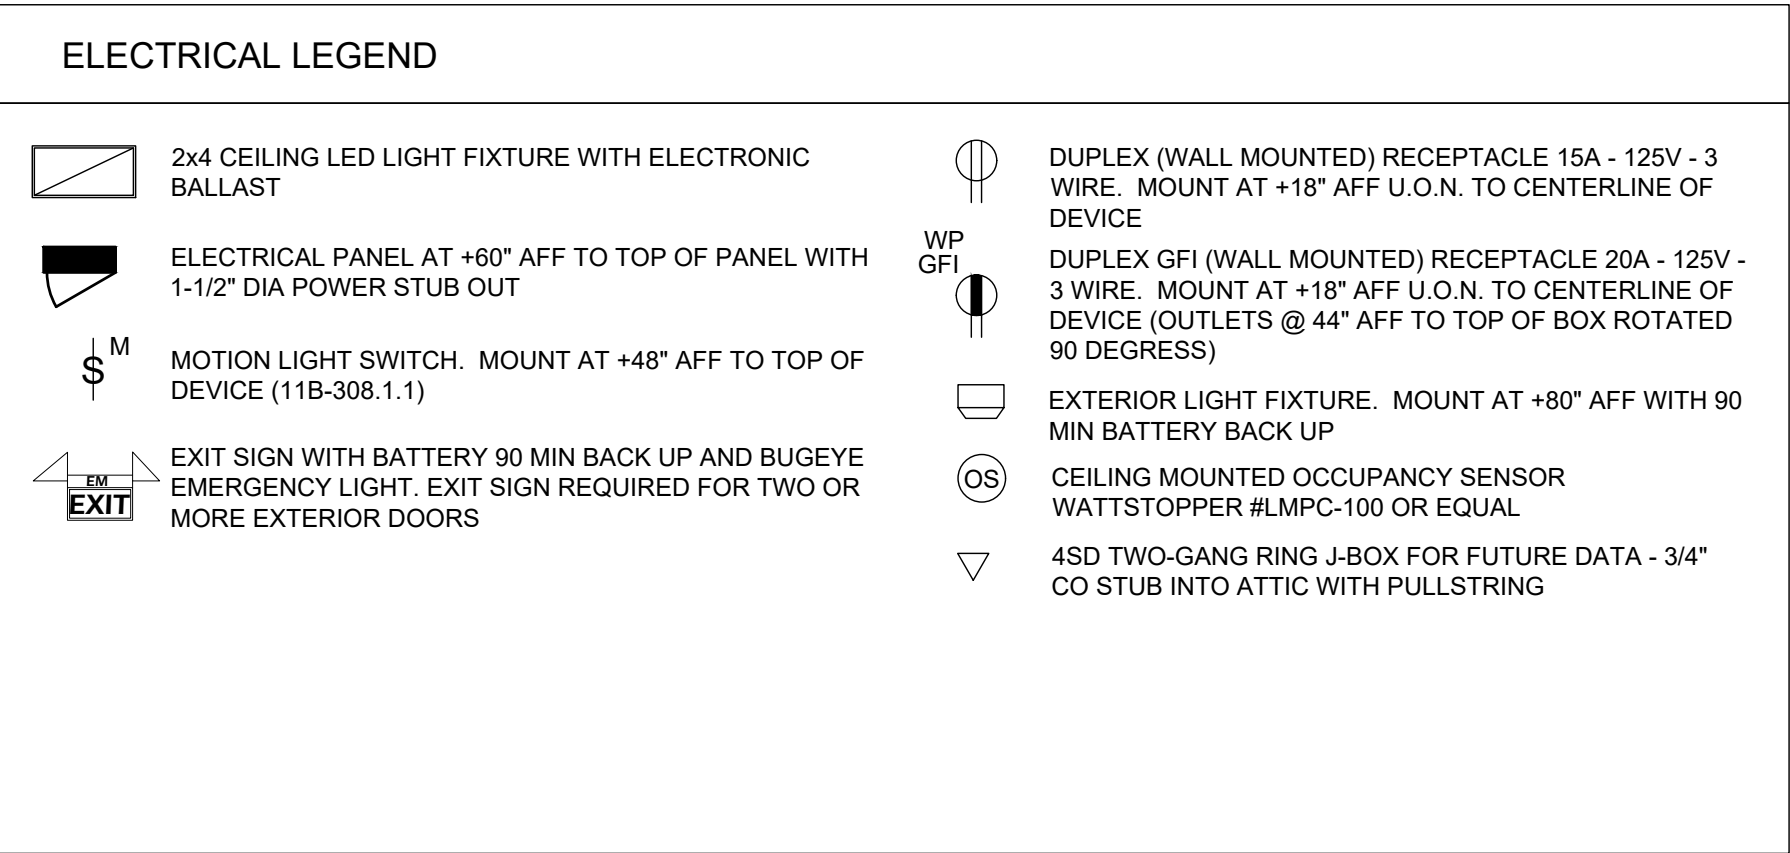 ELECTRICAL LEGEND
2x4 CEILING LED LIGHT FIXTURE WITH ELECTRONIC
BALLAST
ELECTRICAL PANEL AT +60" AFF TO TOP OF PANEL WITH
1-1/2" DIA POWER STUB OUT
S M
MOTION LIGHT SWITCH. MOUNT AT +48" AFF TO TOP OF
DEVICE (11B-308.1.1)
EM
EXIT
EXIT SIGN WITH BATTERY 90 MIN BACK UP AND BUGEYE
EMERGENCY LIGHT. EXIT SIGN REQUIRED FOR TWO OR
MORE EXTERIOR DOORS
DUPLEX (WALL MOUNTED) RECEPTACLE 15A - 125V - 3
WIRE. MOUNT AT +18" AFF U.O.N. TO CENTERLINE OF
DEVICE
WP
GFI
DUPLEX GFI (WALL MOUNTED) RECEPTACLE 20A - 125V -
3 WIRE. MOUNT AT +18" AFF U.O.N. TO CENTERLINE OF
DEVICE (OUTLETS @ 44" AFF TO TOP OF BOX ROTATED
90 DEGRESS)
EXTERIOR LIGHT FIXTURE. MOUNT AT +80" AFF WITH 90
MIN BATTERY BACK UP
OS
CEILING MOUNTED OCCUPANCY SENSOR
WATTSTOPPER #LMPC-100 OR EQUAL
4SD TWO-GANG RING J-BOX FOR FUTURE DATA - 3/4"
CO STUB INTO ATTIC WITH PULLSTRING